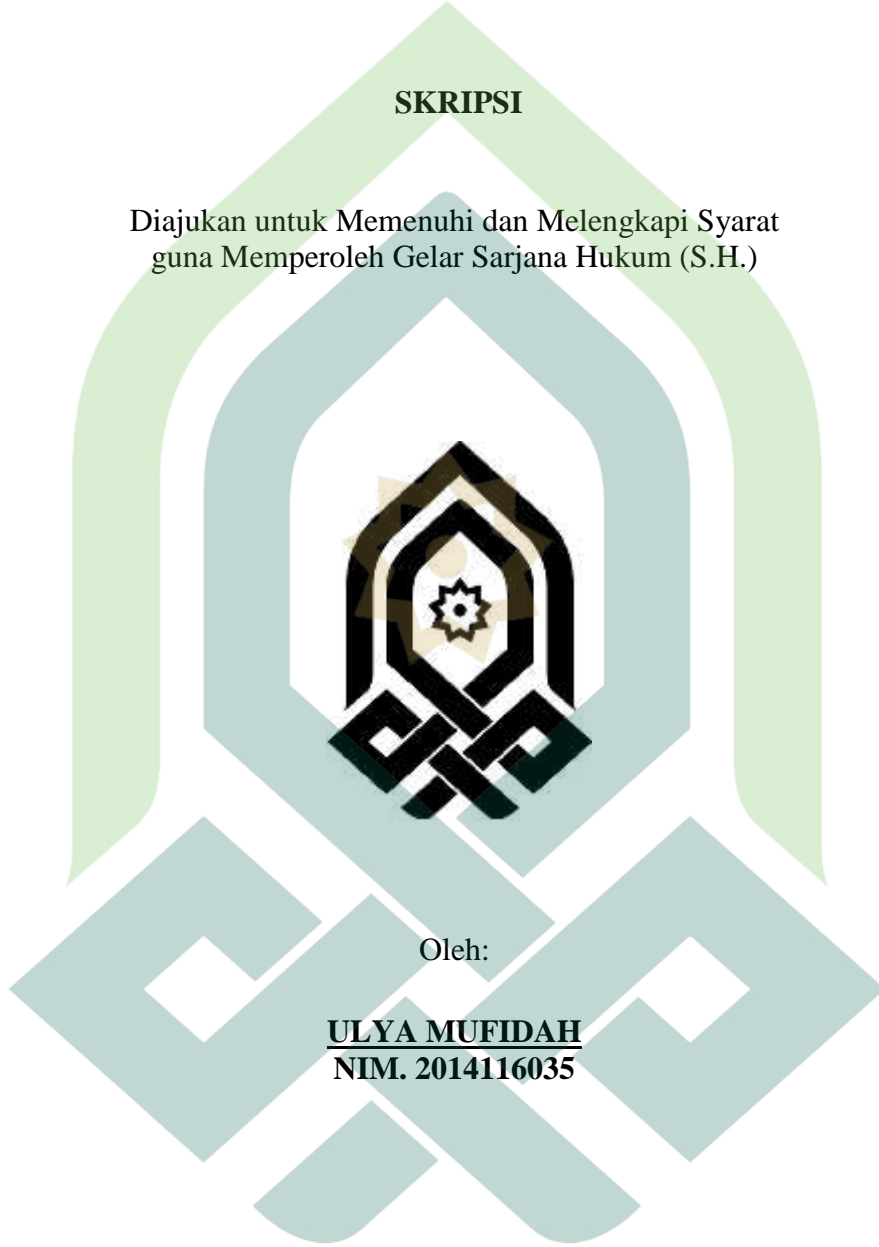 SKRIPSI
Diajukan untuk Memenuhi dan Melengkapi Syarat
guna Memperoleh Gelar Sarjana Hukum (S.H.)
Oleh:
ULYA MUFIDAH
NIM. 2014116035